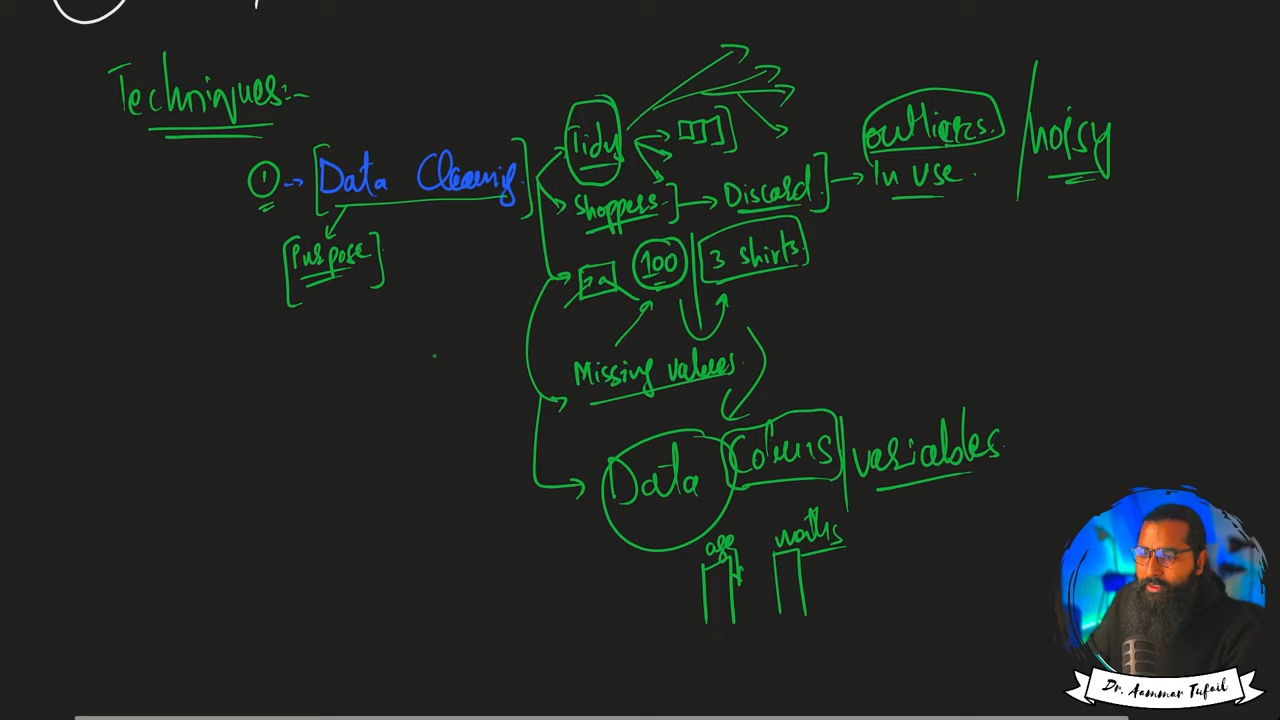 Techniques:-
① → [Data Cleaning]
[Purpose]
Tidy
shoppers] → Discard] → outliers. / noisy
In use.
100 | 3 shirts.
Missing values.
Data Colums | variables.
age maths
Dr. Aammar Tufail